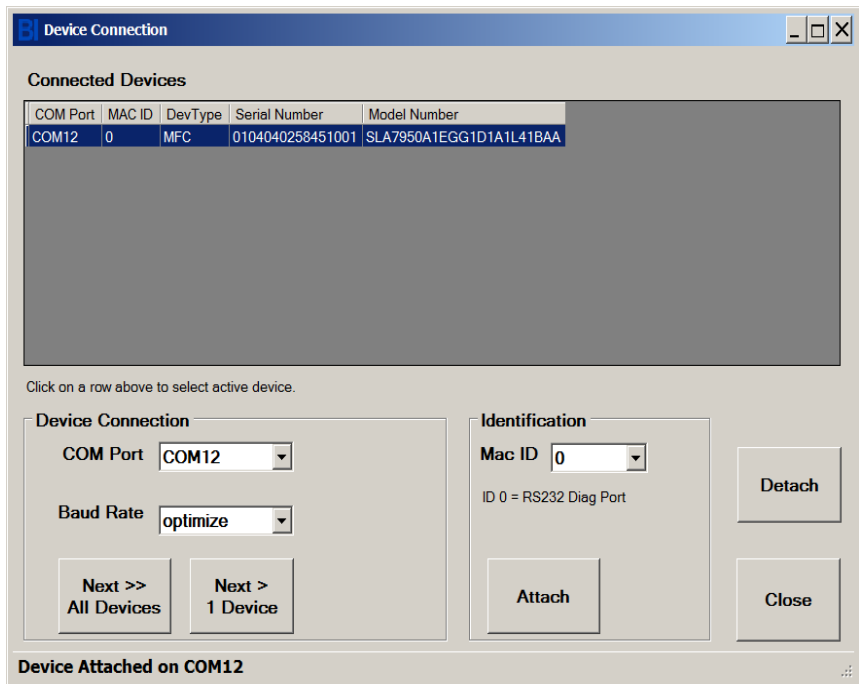 BI Device Connection
Connected Devices
COM Port MAC ID DevType Serial Number Model Number
COM12 0 MFC 0104040258451001 SLA7950A1EGG1D1A1L41BAA
Click on a row above to select active device.
Device Connection
COM Port COM12
Baud Rate optimize
Next >>
All Devices
Next >
1 Device
Identification
Mac ID 0
ID 0 = RS232 Diag Port
Attach
Detach
Close
Device Attached on COM12